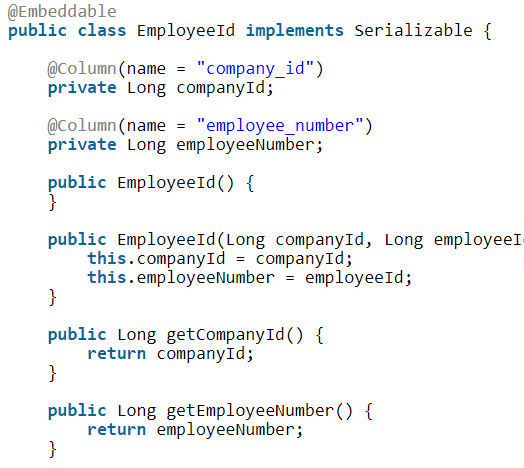 @Embeddable
public class EmployeeId implements Serializable {
@Column(name = "company_id")
private Long companyId;
@Column(name = "employee_number")
private Long employeeNumber;
public EmployeeId() {
}
public EmployeeId(Long companyId, Long employeeI
this.companyId = companyId;
this.employeeNumber = employeeId;
}
public Long getCompanyId() {
return companyId;
}
public Long getEmployeeNumber() {
return employeeNumber;
}